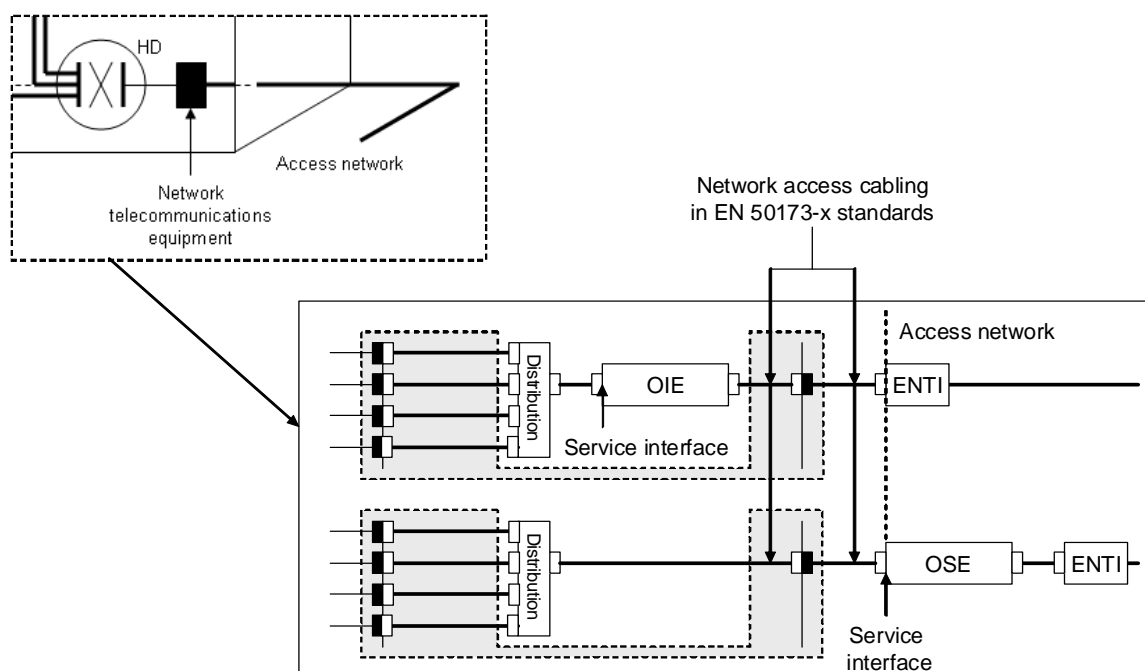 HD
Access network
Network
telecommunications
equipment
Network access cabling
in EN 50173-x standards
Access network
Distribution
OIE
ENTI
Service interface
Distribution
OSE
ENTI
Service
interface